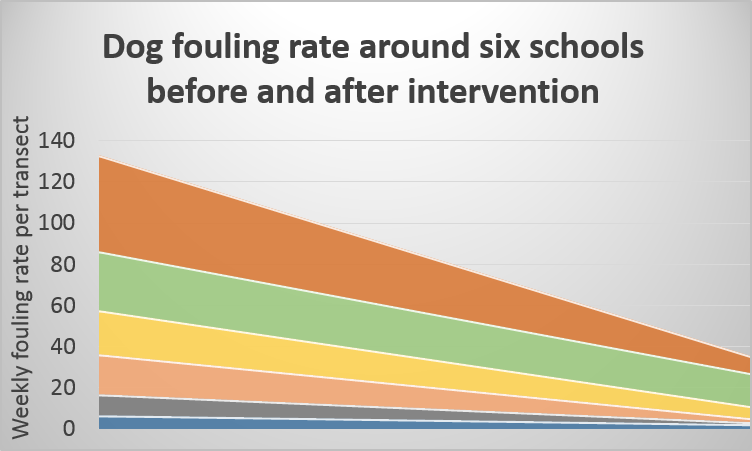 Dog fouling rate around six schools
before and after intervention
Weekly fouling rate per transect
140
120
100
80
60
40
20
0